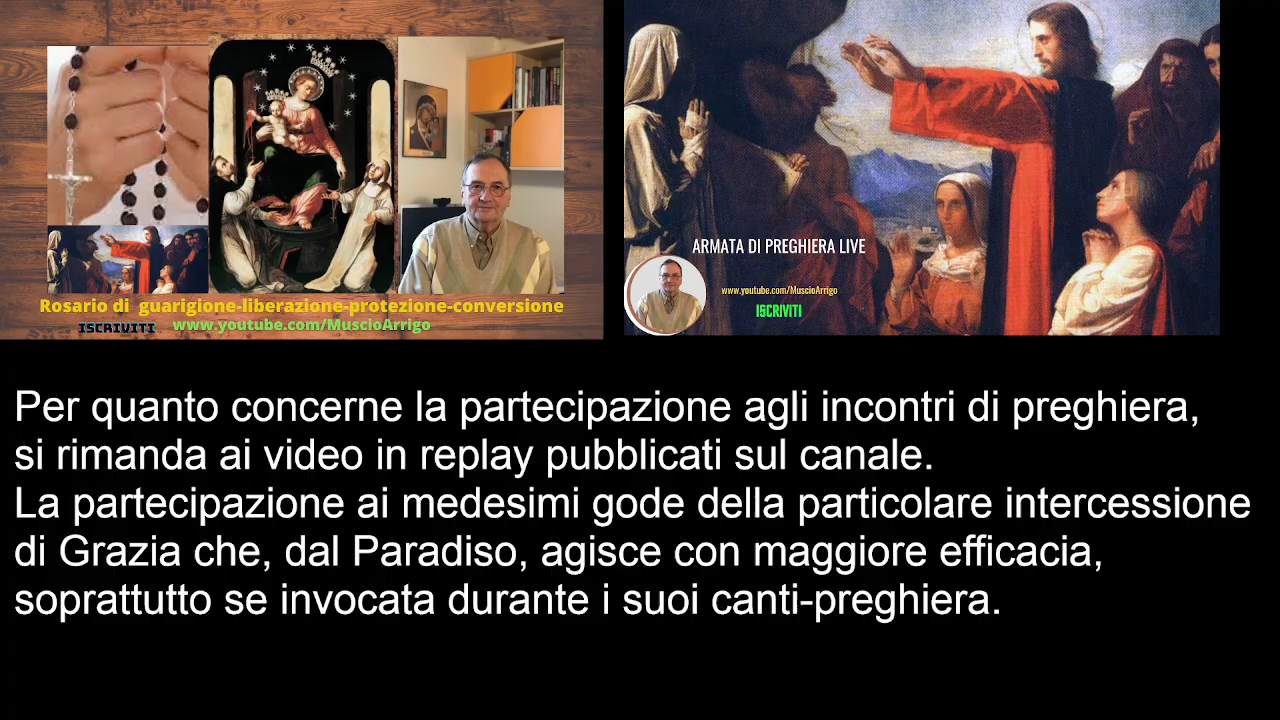 Rosario di guarigione-liberazione-protezione-conversione
ISCRIVITI www.youtube.com/MuscioArrigo
ARMATA DI PREGHIERA LIVE
www.youtube.com/MuscioArrigo
ISCRIVITI
Per quanto concerne la partecipazione agli incontri di preghiera,
si rimanda ai video in replay pubblicati sul canale.
La partecipazione ai medesimi gode della particolare intercessione
di Grazia che, dal Paradiso, agisce con maggiore efficacia,
soprattutto se invocata durante i suoi canti-preghiera.